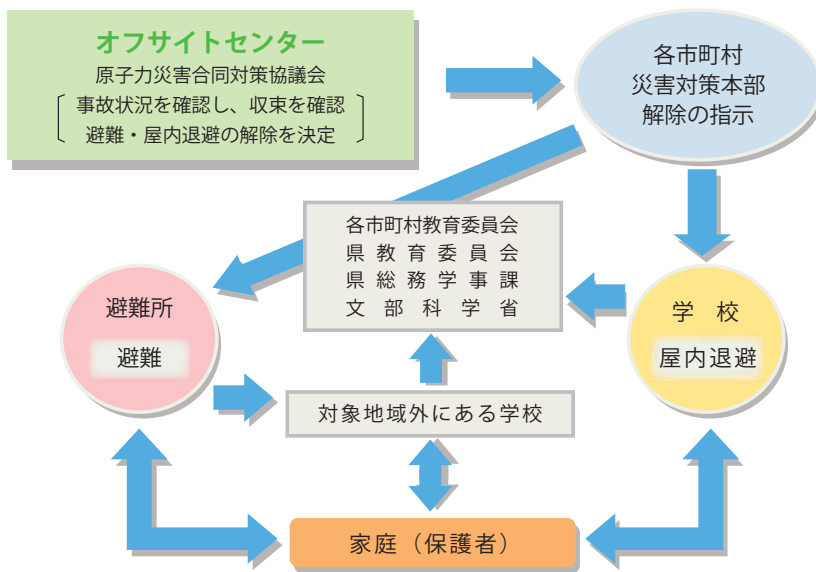 オフサイトセンター
原子力災害合同対策協議会
事故状況を確認し、収束を確認
避難・屋内退避の解除を決定
各市町村
災害対策本部
解除の指示
各市町村教育委員会
県教育委員会
県総務学事課
文部科学省
避難所
避難
学校
屋内退避
対象地域外にある学校
家庭（保護者）